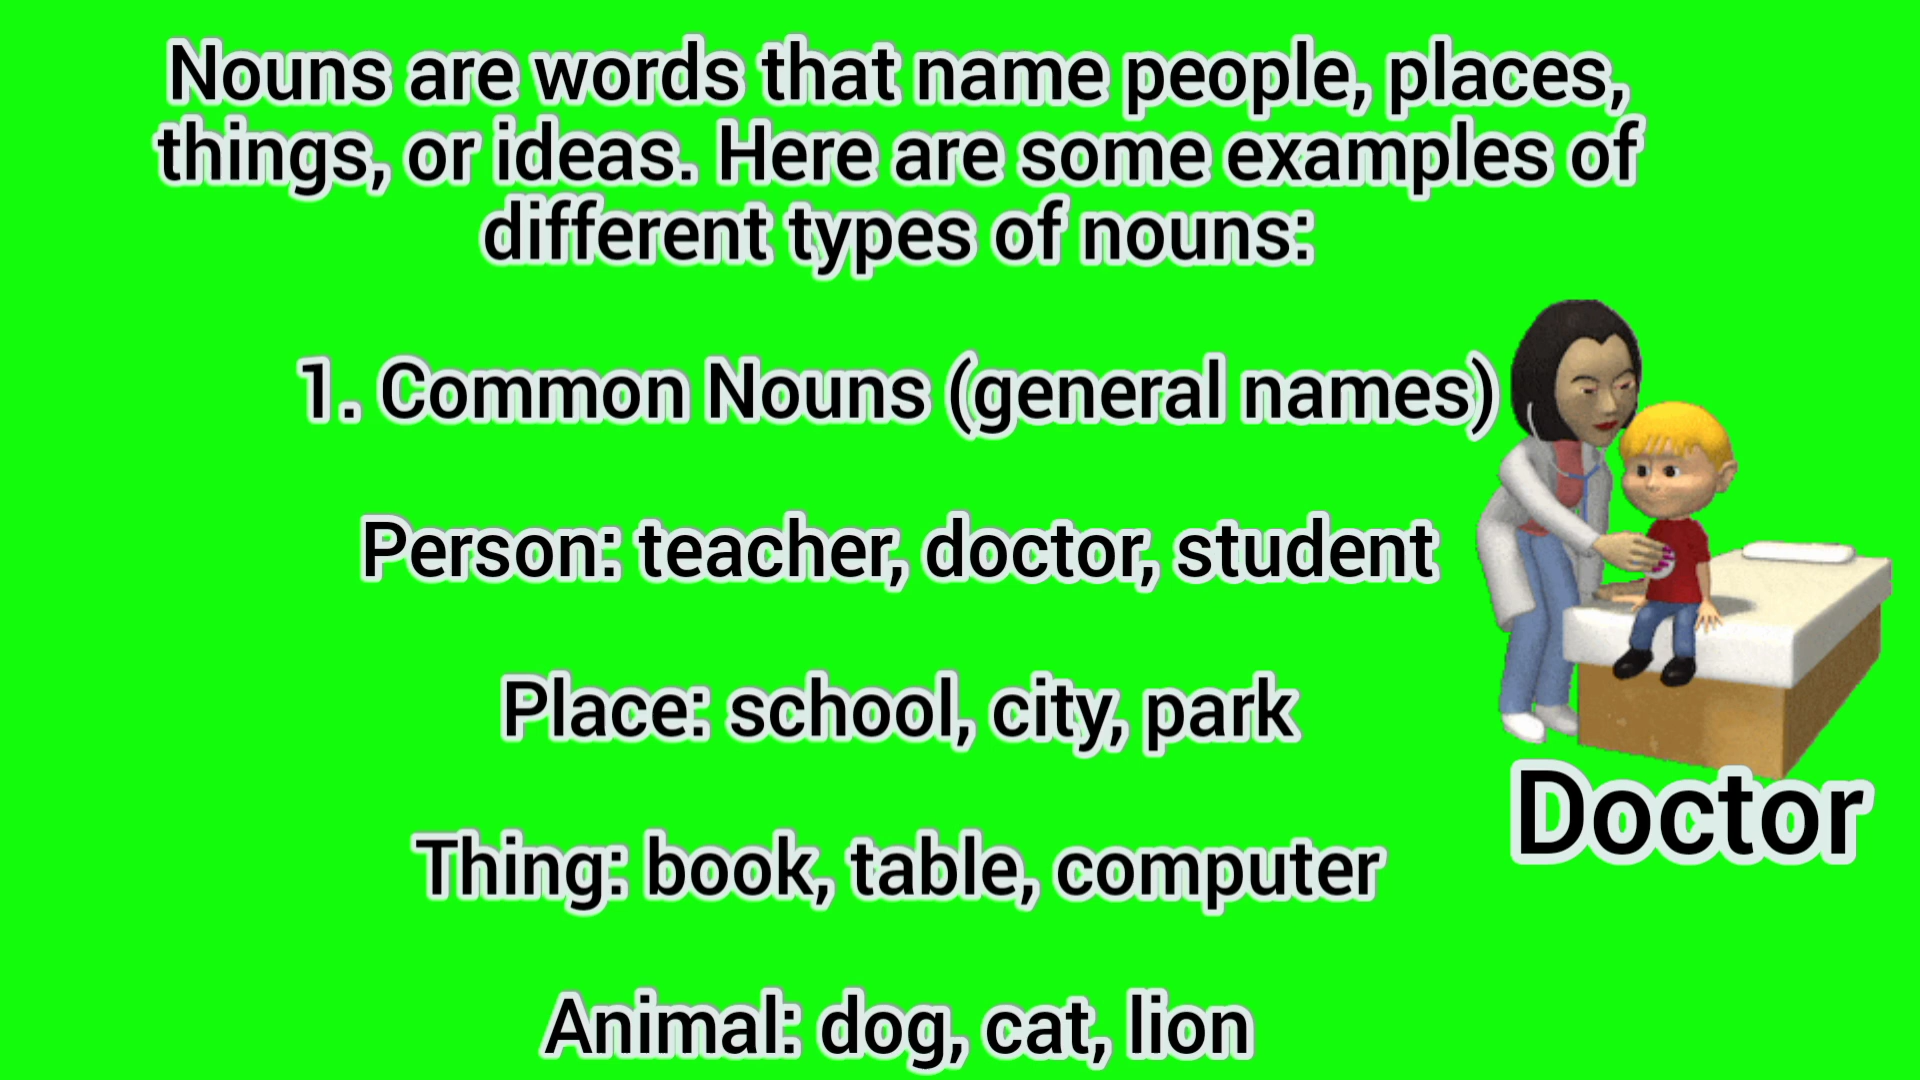 Nouns are words that name people, places,
things, or ideas. Here are some examples of
different types of nouns:
1. Common Nouns (general names)
Person: teacher, doctor, student
Place: school, city, park
Doctor
Thing: book, table, computer
Animal: dog, cat, lion